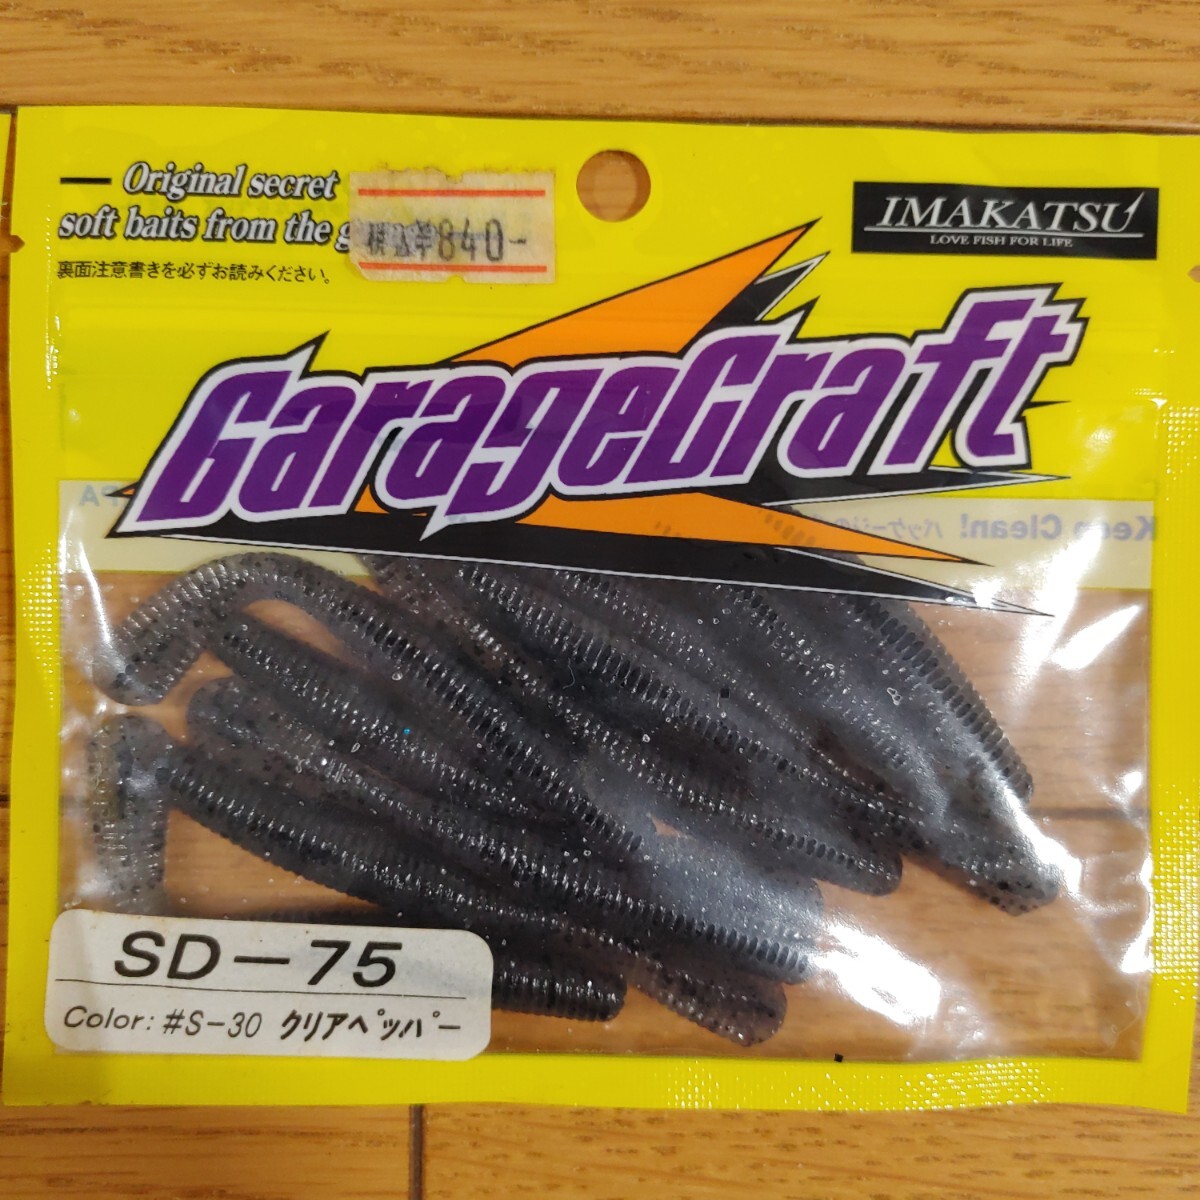 Original secret
soft baits from the
税込¥840-
裏面注意書きを必ずお読みください。
IMAKATSU
LOVE FISH FOR LIFE
GarageCraft
Keep Clean!
SD-75
Color: #S-30 クリアペッパー